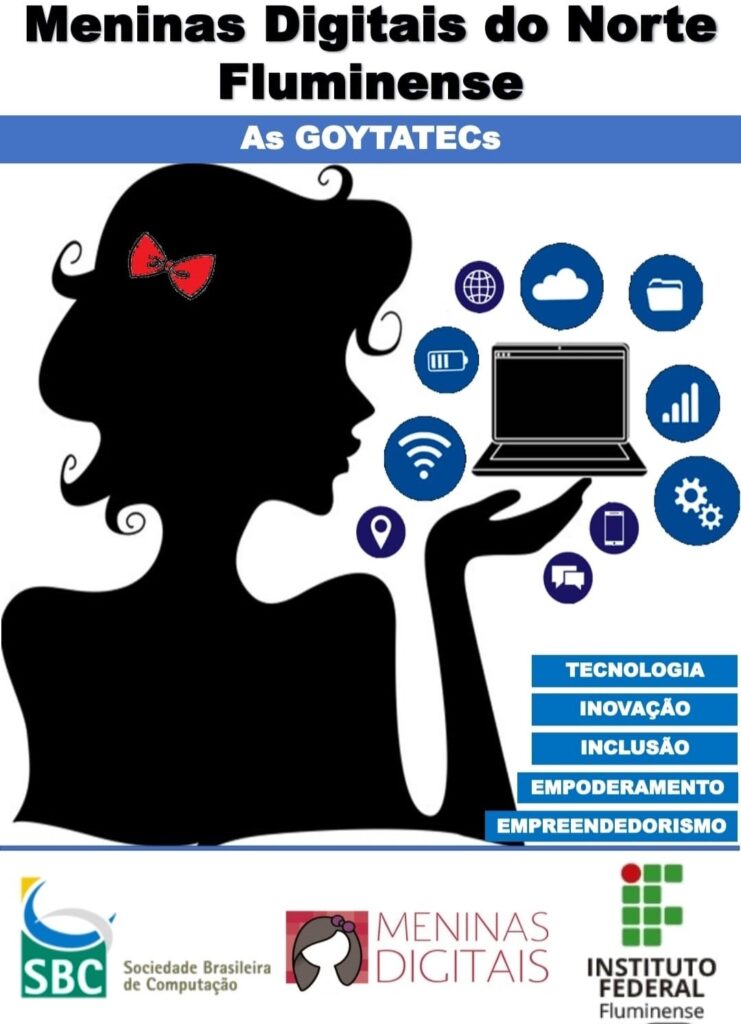 Meninas Digitais do Norte
Fluminense
As GOYTATECs
TECNOLOGIA
INOVAÇÃO
INCLUSÃO
EMPODERAMENTO
EMPREENDEDORISMO
SBC
Sociedade Brasileira
de Computação
MENINAS
DIGITAIS
INSTITUTO
FEDERAL
Fluminense